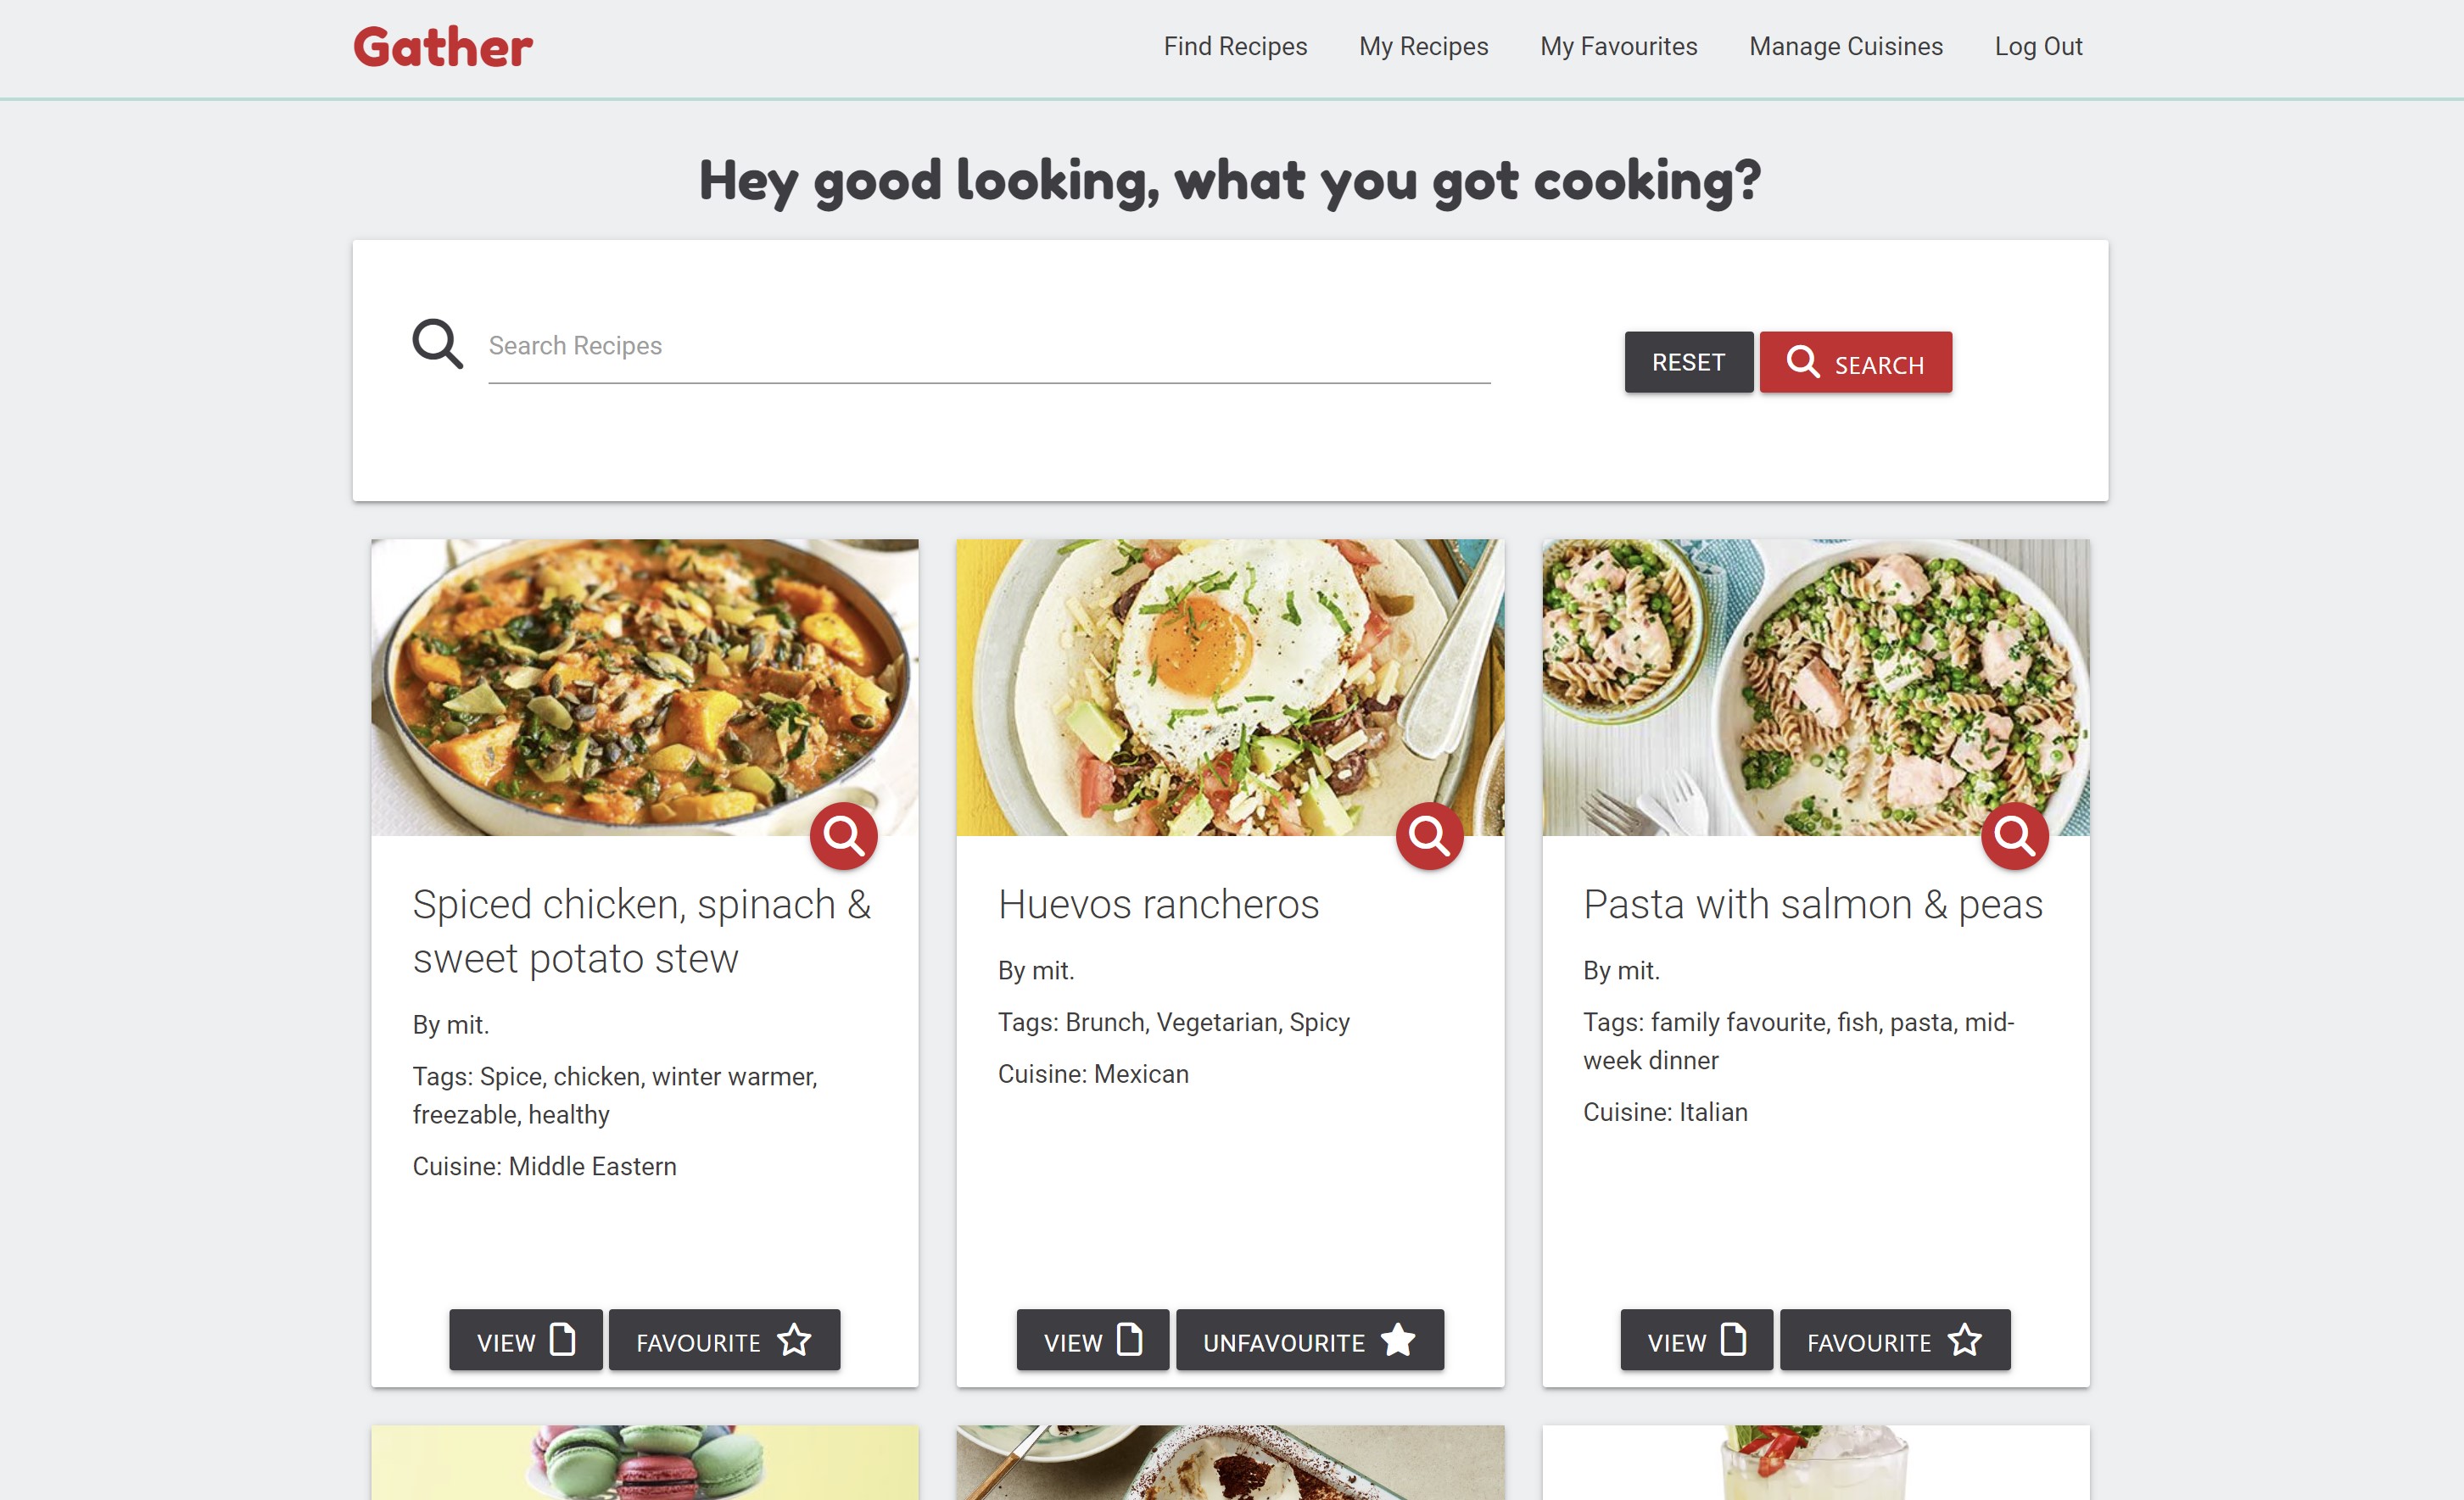 Gather
Find Recipes
My Recipes
My Favourites
Manage Cuisines
Log Out
Hey good looking, what you got cooking?
Search Recipes
RESET
SEARCH
Spiced chicken, spinach &
sweet potato stew
By mit.
Tags: Spice, chicken, winter warmer,
freezable, healthy
Cuisine: Middle Eastern
VIEW
FAVOURITE
Huevos rancheros
By mit.
Tags: Brunch, Vegetarian, Spicy
Cuisine: Mexican
VIEW
UNFAVOURITE
Pasta with salmon & peas
By mit.
Tags: family favourite, fish, pasta, mid-
week dinner
Cuisine: Italian
VIEW
FAVOURITE